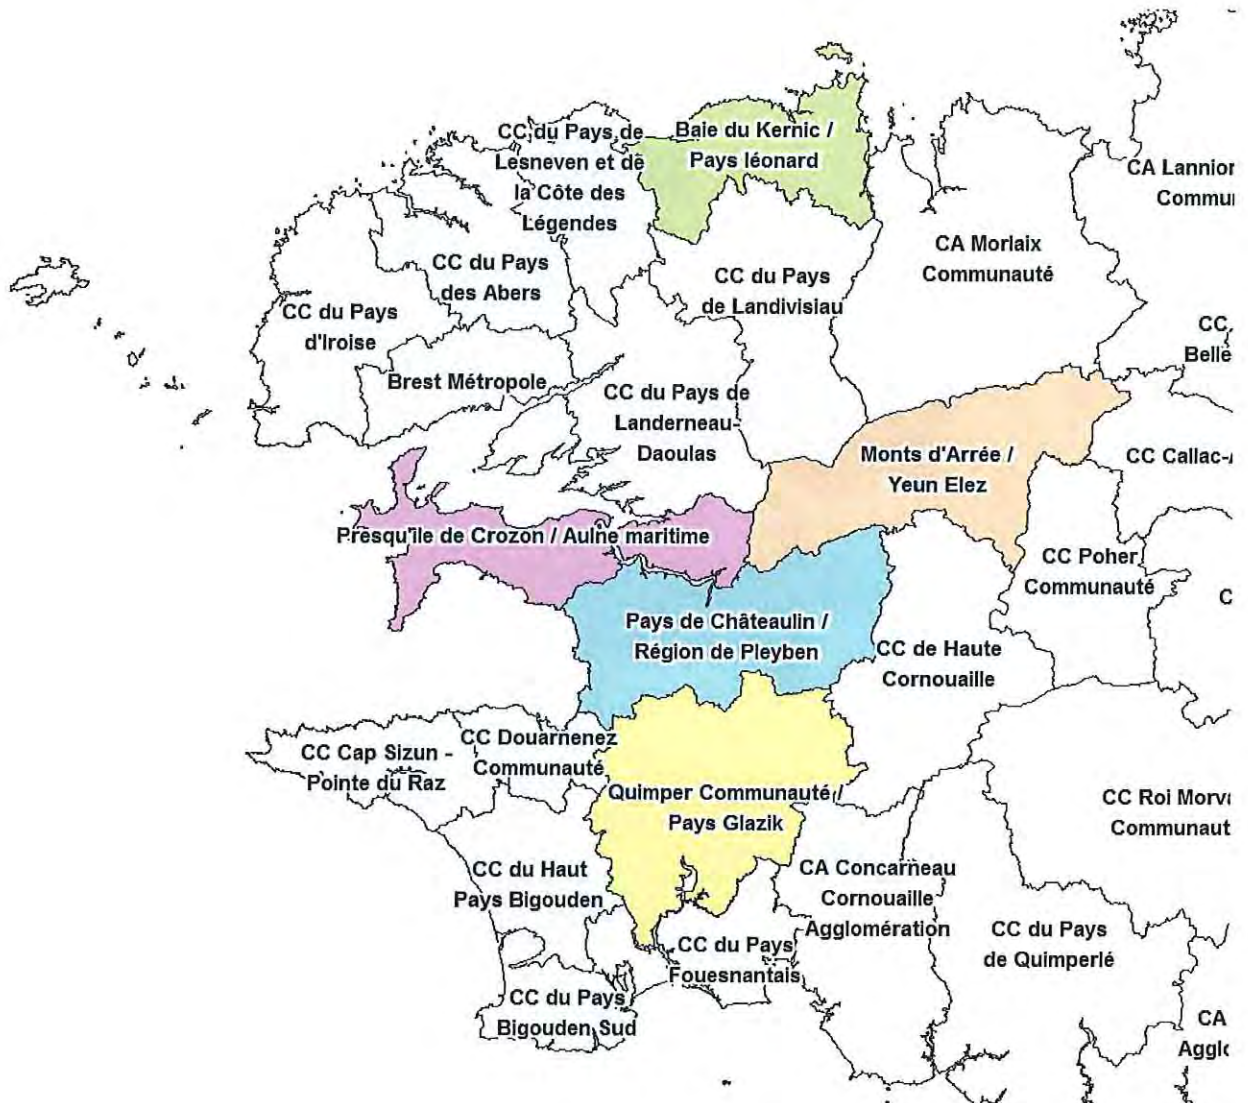 CC du Pays de
Lesneven et de
la Côte des
Légendes
Baie du Kernic /
Pays léonard
CA Lannion
Commu
CC du Pays
des Abers
CC du Pays
de Landivisiau
CA Morlaix
Communauté
CC du Pays
d'Iroise
CC
Belle
Brest Métropole
CC du Pays de
Landerneau-
Daoulas
Monts d'Arrée /
Yeun Elez
CC Callac-
Presqu'île de Crozon / Aulne maritime
CC Poher
Communauté
C
Pays de Châteaulin /
Région de Pleyben
CC de Haute
Cornouaille
CC Cap Sizun -
Pointe du Raz
CC Douarnenez
Communauté
Quimper Communauté /
Pays Glazik
CC Roi Morv
Communaut
CC du Haut
Pays Bigouden
CA Concarneau
Cornouaille
Agglomération
CC du Pays
Fouesnantais
CC du Pays
de Quimperlé
CC du Pays
Bigouden Sud
CA
Agglo